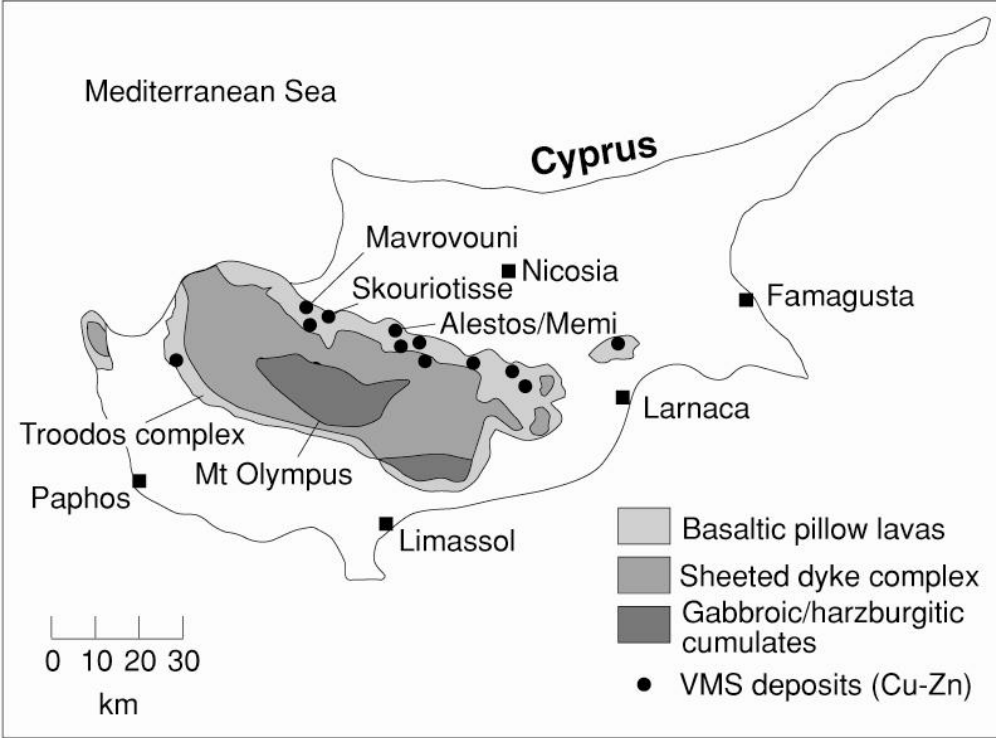 Mediterranean Sea
Cyprus
Mavrovouni
Nicosia
Skouriotisse
Famagusta
Alestos/Memi
Larnaca
Troodos complex
Mt Olympus
Paphos
Limassol
Basaltic pillow lavas
Sheeted dyke complex
Gabbroic/harzburgitic
cumulates
VMS deposits (Cu-Zn)
0 10 20 30
km